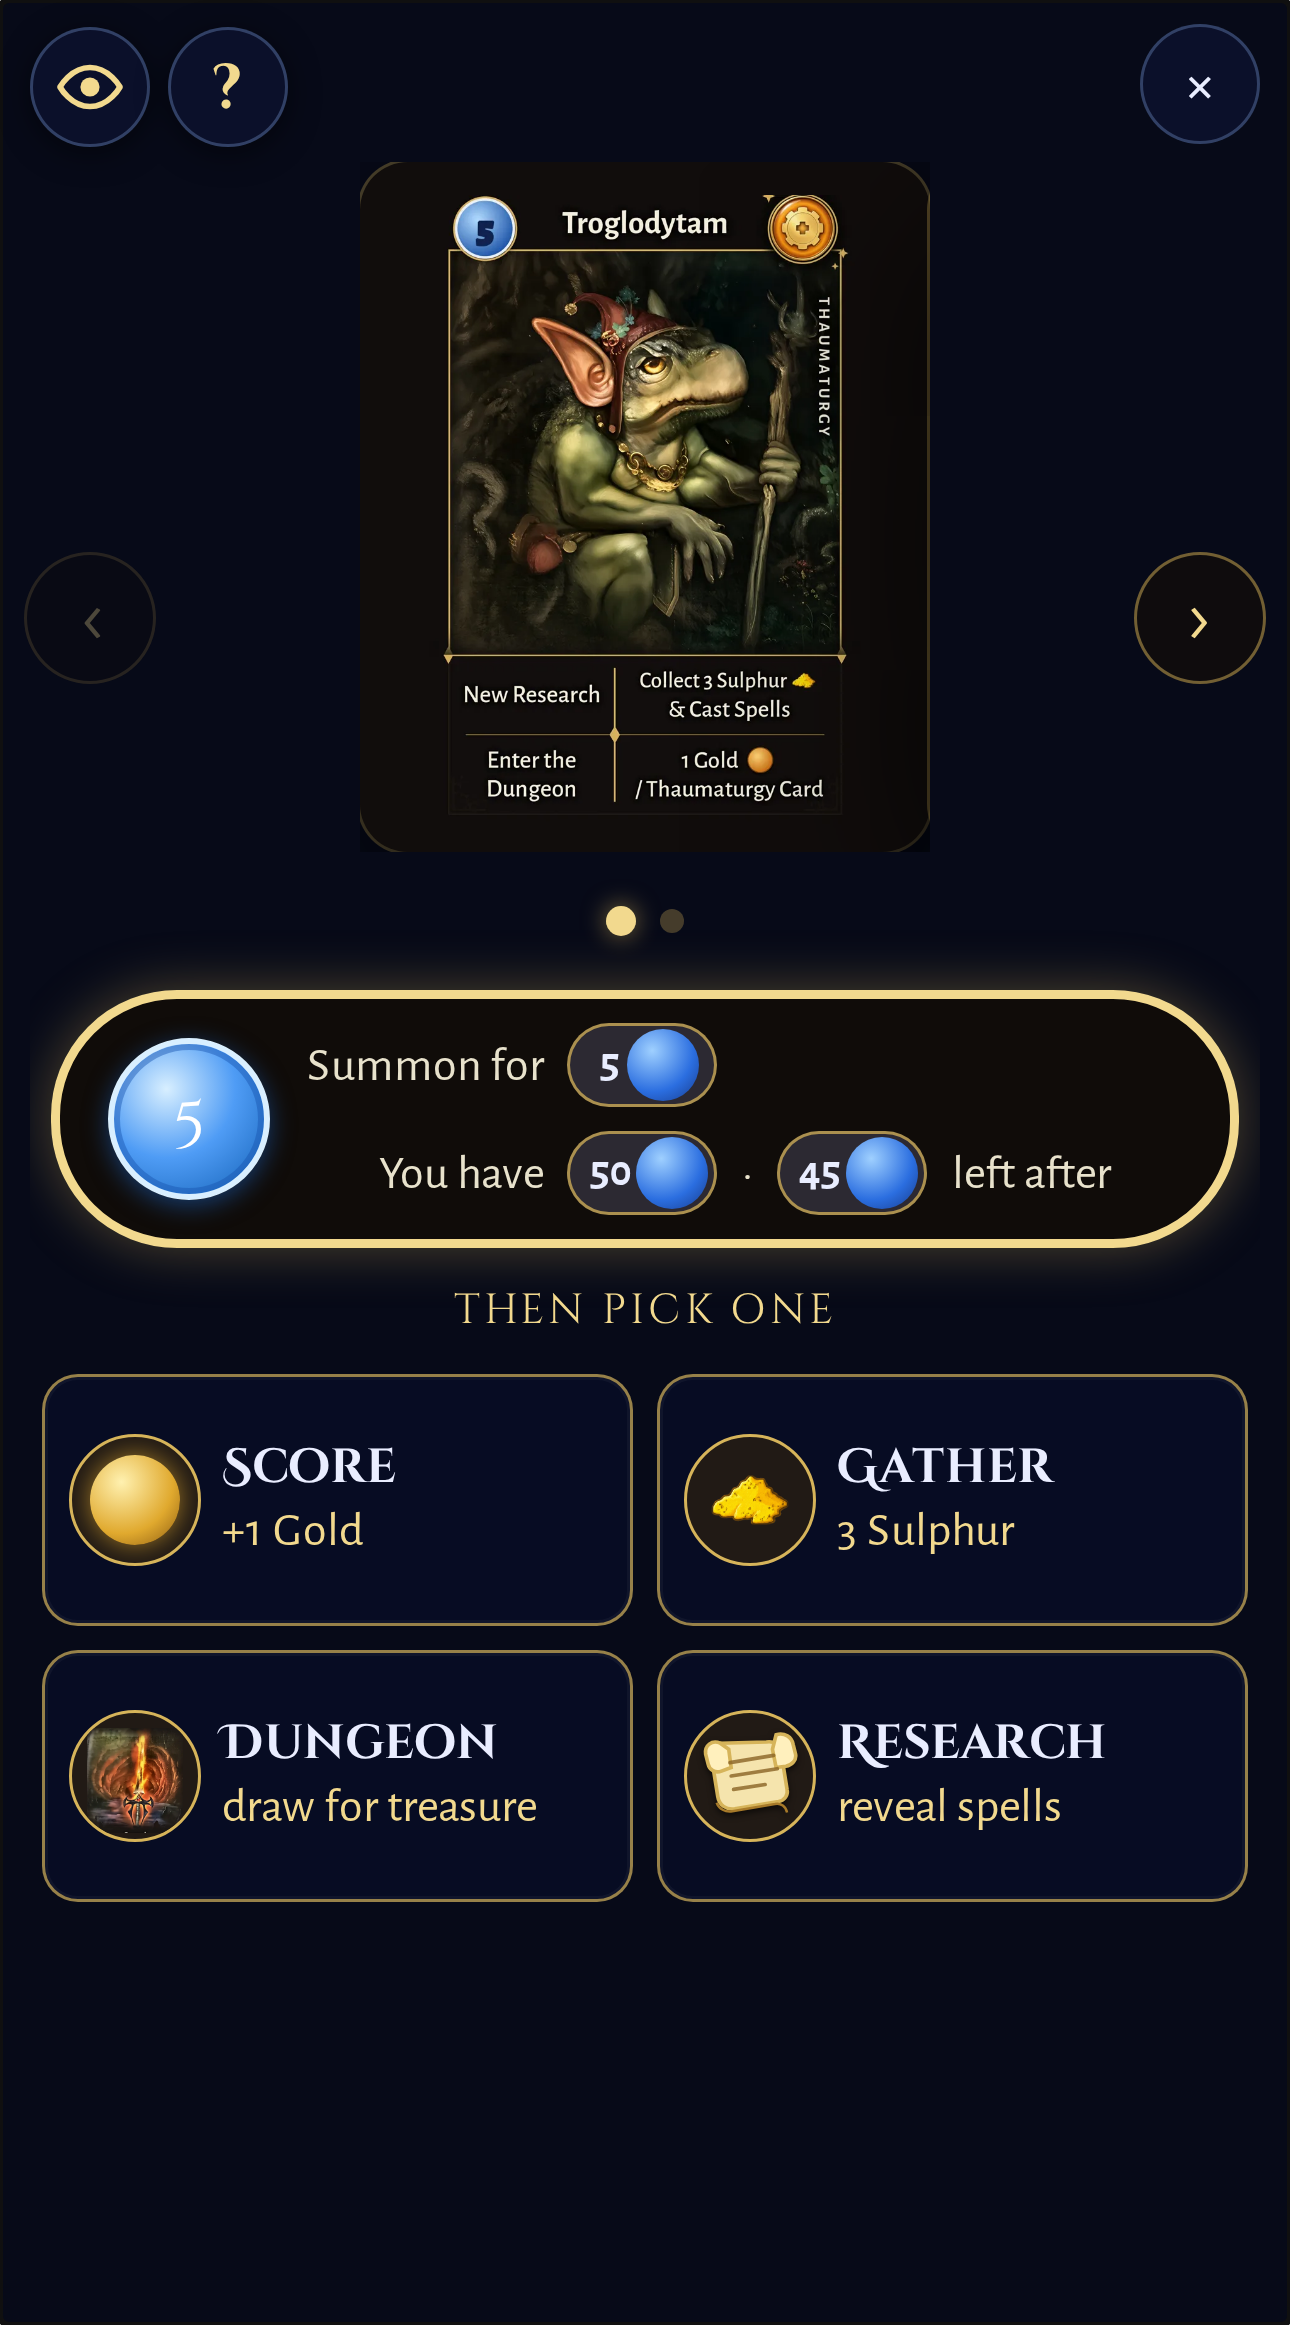 ?
×
5
Troglodytam
THAUMATURGY
New Research
Collect 3 Sulphur
& Cast Spells
Enter the
Dungeon
1 Gold
/ Thaumaturgy Card
‹
›
5
Summon for 5
You have 50 · 45 left after
THEN PICK ONE
SCORE
+1 Gold
GATHER
3 Sulphur
DUNGEON
draw for treasure
RESEARCH
reveal spells